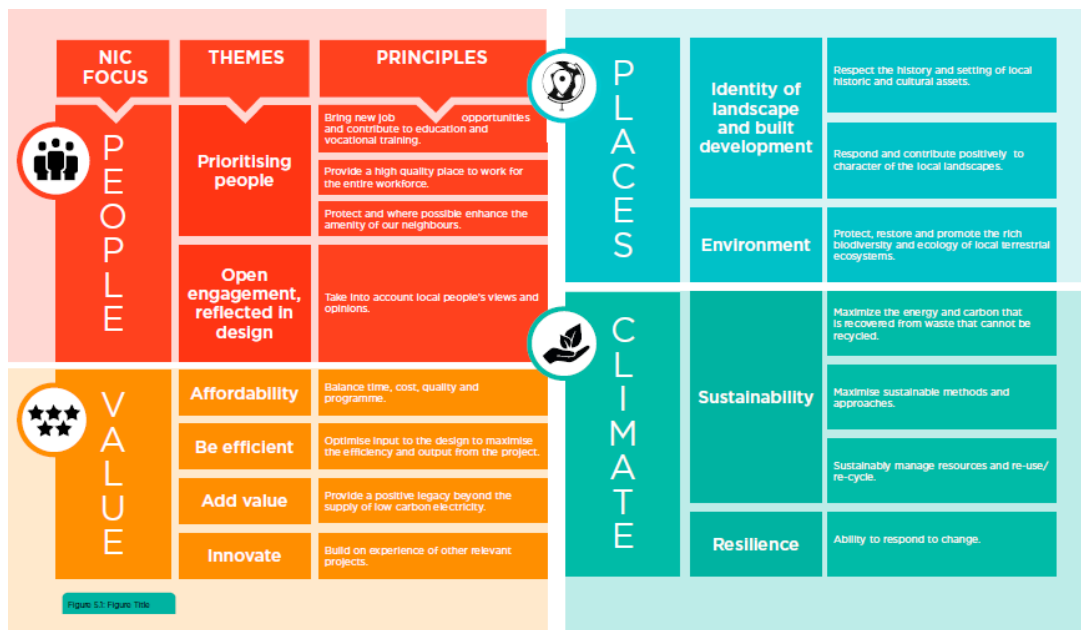 NIC
FOCUS
THEMES
PRINCIPLES
PEOPLE
Prioritising
people
Bring new job opportunities
and contribute to education and
vocational training.
Provide a high quality place to work for
the entire workforce.
Protect and where possible enhance the
amenity of our neighbours.
Open
engagement,
reflected in
design
Take into account local people's views and
opinions.
VALUE
Affordability
Balance time, cost, quality and
programme.
Be efficient
Optimise input to the design to maximise
the efficiency and output from the project.
Add value
Provide a positive legacy beyond the
supply of low carbon electricity.
Innovate
Build on experience of other relevant
projects.
Figure 5.1: Figure Title
PLACES
Identity of
landscape
and built
development
Respect the history and setting of local
historic and cultural assets.
Respond and contribute positively to
character of the local landscapes.
Environment
Protect, restore and promote the rich
biodiversity and ecology of local terrestrial
ecosystems.
CLIMATE
Sustainability
Maximize the energy and carbon that
is recovered from waste that cannot be
recycled.
Maximise sustainable methods and
approaches.
Sustainably manage resources and re-use/
re-cycle.
Resilience
Ability to respond to change.